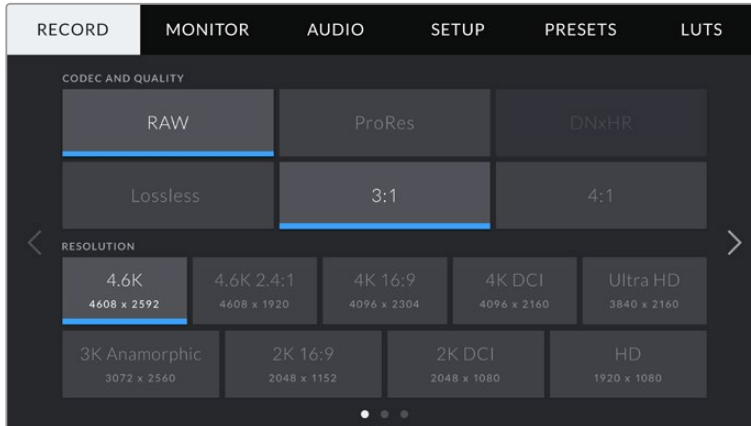 RECORD MONITOR AUDIO SETUP PRESETS LUTS
CODEC AND QUALITY
RAW ProRes DNxHR
Lossless 3:1 4:1
RESOLUTION
4.6K 4.6K 2.4:1 4K 16:9 4K DCI Ultra HD
4608 x 2592 4608 x 1920 4096 x 2304 4096 x 2160 3840 x 2160
3K Anamorphic 2K 16:9 2K DCI HD
3072 x 2560 2048 x 1152 2048 x 1080 1920 x 1080